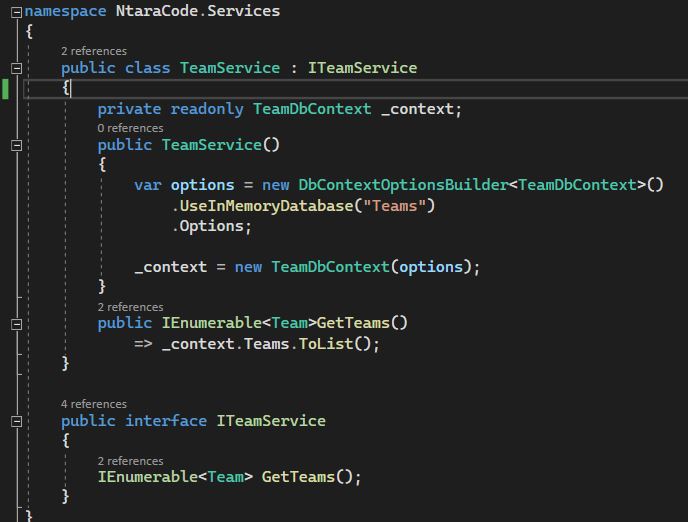 namespace NtaraCode.Services
{
2 references
public class TeamService : ITeamService
{
private readonly TeamDbContext _context;
0 references
public TeamService()
{
var options = new DbContextOptionsBuilder<TeamDbContext>()
.UseInMemoryDatabase("Teams")
.Options;
_context = new TeamDbContext(options);
}
2 references
public IEnumerable<Team>GetTeams()
=> _context.Teams.ToList();
}
4 references
public interface ITeamService
{
2 references
IEnumerable<Team> GetTeams();
}
}